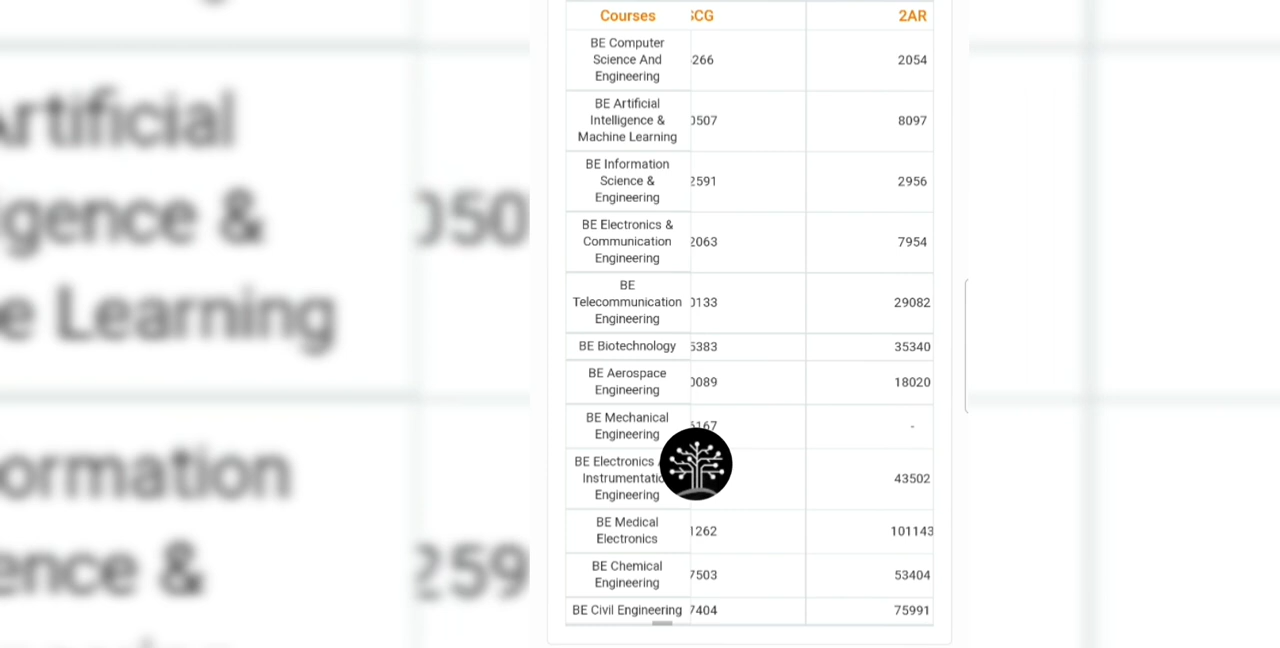 Courses SCG 2AR
BE Computer
Science And 266 2054
Engineering
BE Artificial
Intelligence & 0507 8097
Machine Learning
BE Information
Science & 2591 2956
Engineering
BE Electronics &
Communication 2063 7954
Engineering
BE
Telecommunication 0133 29082
Engineering
BE Biotechnology 5383 35340
BE Aerospace
Engineering 0089 18020
BE Mechanical
Engineering 5167 -
BE Electronics
Engineering 43502
BE Medical
Electronics 1262 101143
BE Chemical
Engineering 7503 53404
BE Civil Engineering 7404 75991